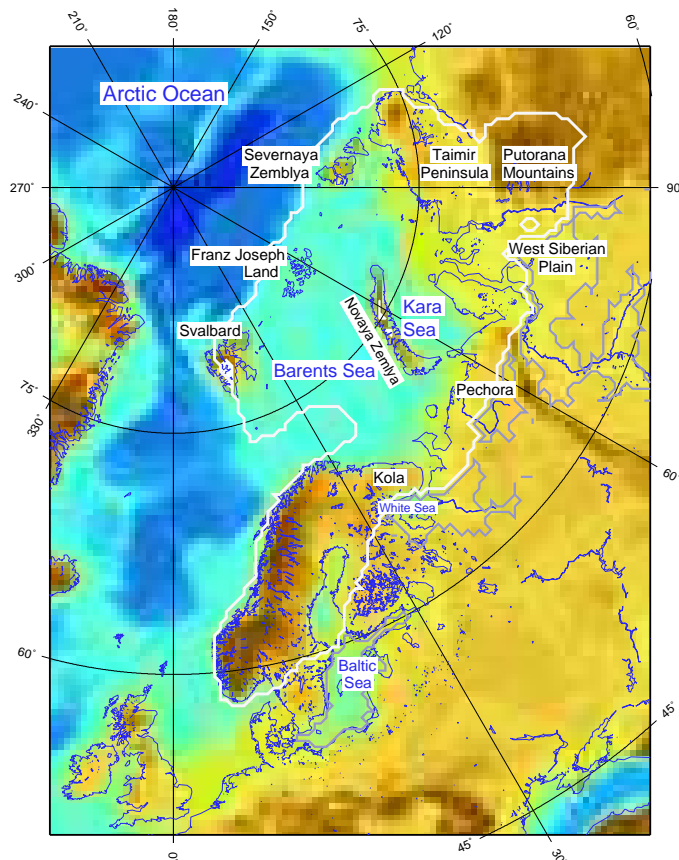 210˚
180˚
150˚
75˚
120˚
60˚
240˚
Arctic Ocean
Severnaya
Zemblya
Taimir
Peninsula
Putorana
Mountains
270˚
90˚
300˚
Franz Joseph
Land
West Siberian
Plain
Kara
Sea
Novaya Zemlya
Svalbard
Barents Sea
75˚
330˚
Pechora
Kola
White Sea
60˚
60˚
Baltic
Sea
45˚
0˚
45˚
30˚